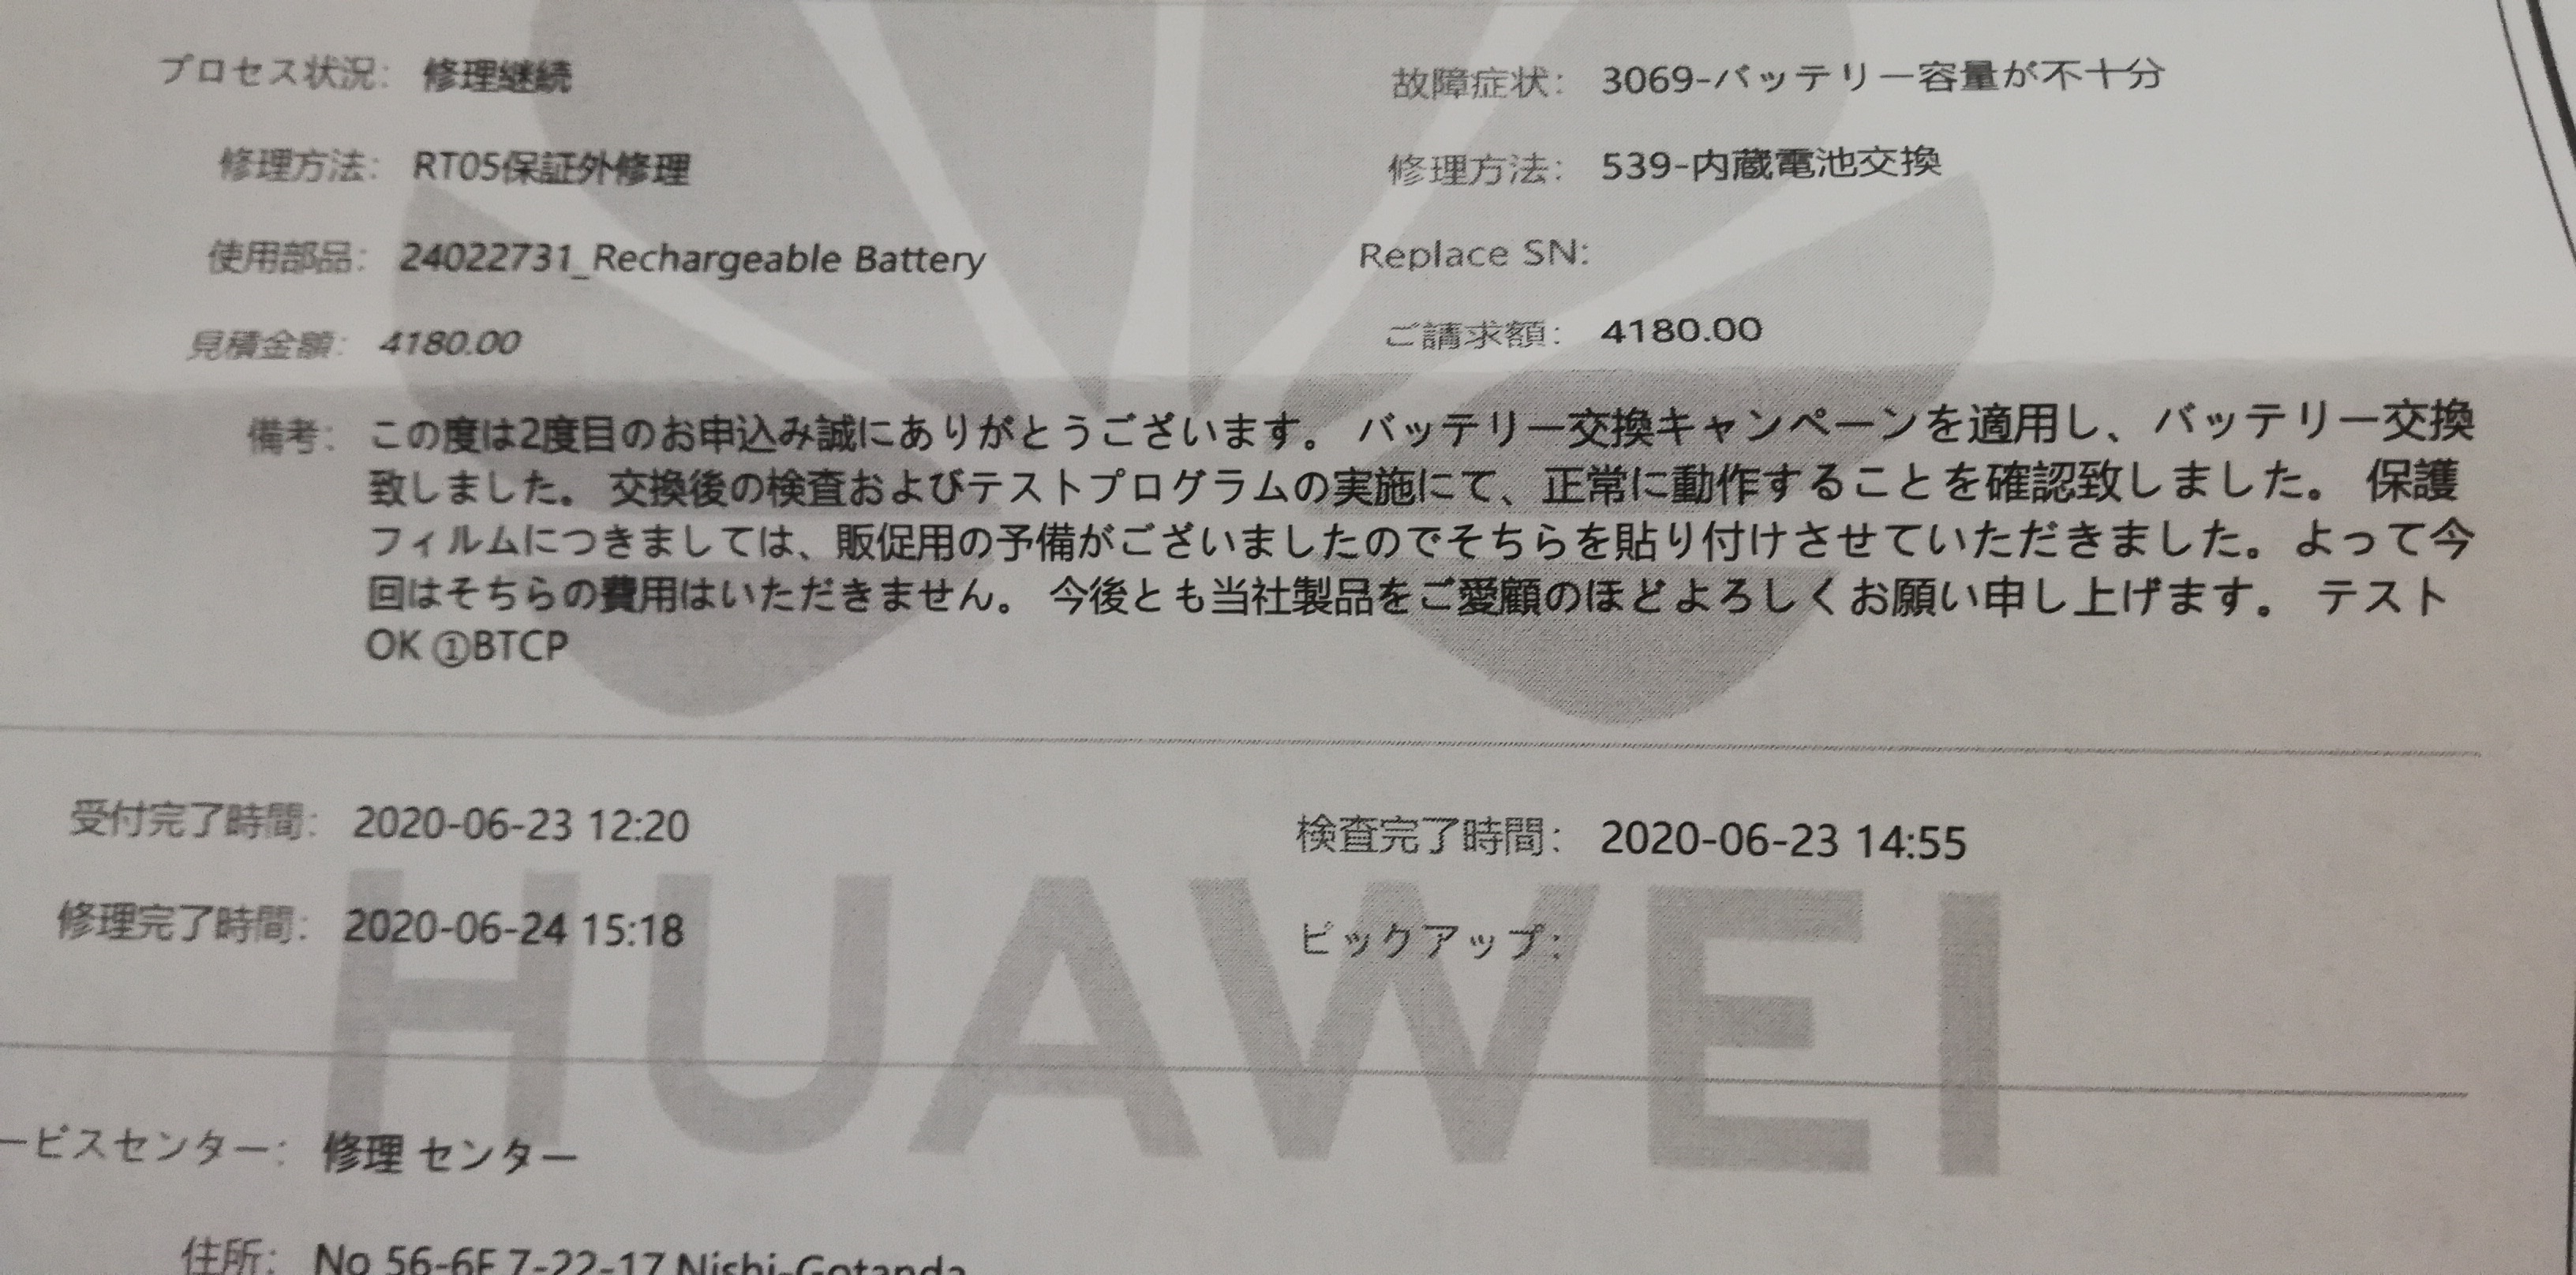 プロセス状況: 修理継続 故障症状: 3069-バッテリー容量が不十分
修理方法: RT05保証外修理 修理方法: 539-内蔵電池交換
使用部品: 24022731_Rechargeable Battery Replace SN:
見積金額: 4180.00 ご請求額: 4180.00
備考: この度は2度目のお申込み誠にありがとうございます。 バッテリー交換キャンペーンを適用し、バッテリー交換
致しました。 交換後の検査およびテストプログラムの実施にて、正常に動作することを確認致しました。 保護
フィルムにつきましては、販促用の予備がございましたのでそちらを貼り付けさせていただきました。よって今
回はそちらの費用はいただきません。 今後とも当社製品をご愛顧のほどよろしくお願い申し上げます。 テスト
OK ①BTCP
受付完了時間: 2020-06-23 12:20 検査完了時間: 2020-06-23 14:55
修理完了時間: 2020-06-24 15:18 ピックアップ:
HUAWEI
ービスセンター: 修理 センター
住所: No 56-6F 7-22-17 Nishi-Gotanda